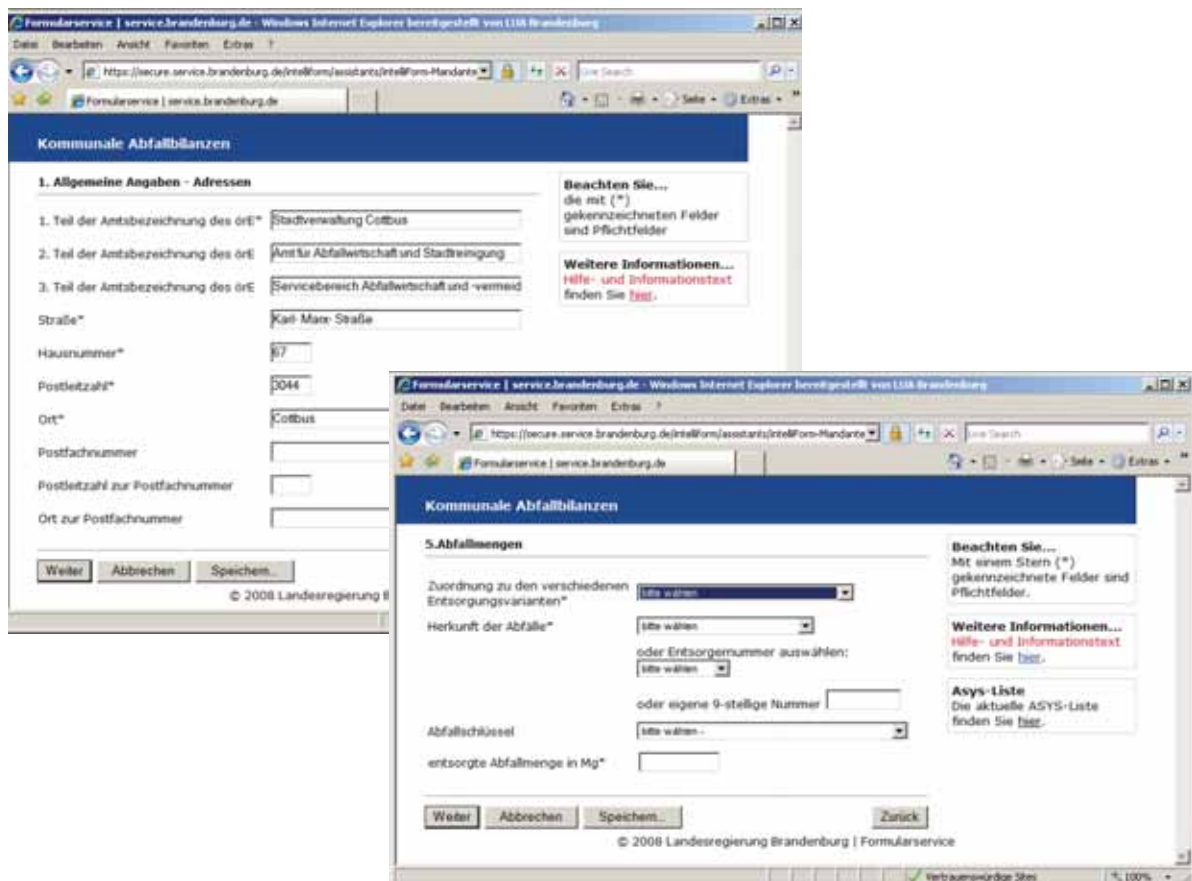 Formularservice | service.brandenburg.de - Windows Internet Explorer bereitgestellt von LUA Brandenburg
Datei Bearbeiten Ansicht Favoriten Extras ?
https://secure.service.brandenburg.de/intelliform/assistants/intelliForm-Mandante
Live Search
Formularservice | service.brandenburg.de
Seite Extras
Kommunale Abfallbilanzen
1. Allgemeine Angaben - Adressen
1. Teil der Amtsbezeichnung des örE* Stadtverwaltung Cottbus
2. Teil der Amtsbezeichnung des örE Amt für Abfallwirtschaft und Stadtreinigung
3. Teil der Amtsbezeichnung des örE Servicebereich Abfallwirtschaft und -vermeid
Straße* Karl- Marx- Straße
Hausnummer* 67
Postleitzahl* 3044
Ort* Cottbus
Postfachnummer
Postleitzahl zur Postfachnummer
Ort zur Postfachnummer
Weiter Abbrechen Speichern...
© 2008 Landesregierung B
Beachten Sie...
die mit (*)
gekennzeichneten Felder
sind Pflichtfelder
Weitere Informationen...
Hilfe- und Informationstext
finden Sie hier.
Formularservice | service.brandenburg.de - Windows Internet Explorer bereitgestellt von LUA Brandenburg
Datei Bearbeiten Ansicht Favoriten Extras ?
https://secure.service.brandenburg.de/intelliform/assistants/intelliForm-Mandante
Live Search
Formularservice | service.brandenburg.de
Seite Extras
Kommunale Abfallbilanzen
5.Abfallmengen
Zuordnung zu den verschiedenen
Entsorgungsvarianten* bitte wählen
Herkunft der Abfälle* bitte wählen
oder Entsorgernummer auswählen:
bitte wählen
oder eigene 9-stellige Nummer
Abfallschlüssel bitte wählen -
entsorgte Abfallmenge in Mg*
Weiter Abbrechen Speichern... Zurück
© 2008 Landesregierung Brandenburg | Formularservice
Beachten Sie...
Mit einem Stern (*)
gekennzeichnete Felder sind
Pflichtfelder.
Weitere Informationen...
Hilfe- und Informationstext
finden Sie hier.
Asys-Liste
Die aktuelle ASYS-Liste
finden Sie hier.
Vertrauenswürdige Sites 100%